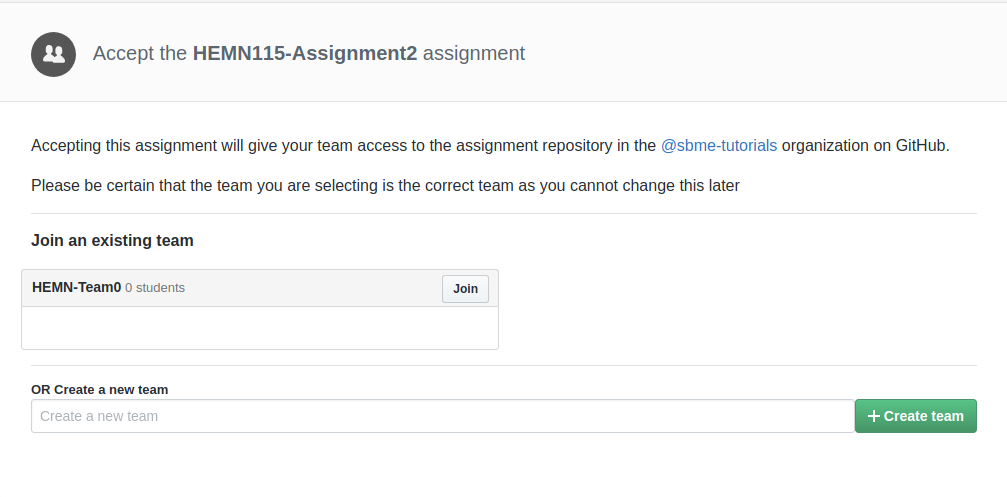 Accept the HEMN115-Assignment2 assignment
Accepting this assignment will give your team access to the assignment repository in the @sbme-tutorials organization on GitHub.
Please be certain that the team you are selecting is the correct team as you cannot change this later
Join an existing team
HEMN-Team0 0 students Join
OR Create a new team
Create a new team + Create team